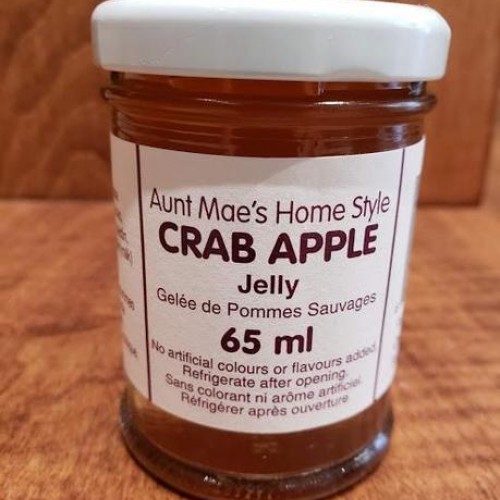 Aunt Mae's Home Style
CRAB APPLE
Jelly
Gelée de Pommes Sauvages
65 ml
No artificial colours or flavours added.
Refrigerate after opening.
Sans colorant ni arôme artificiel.
Réfrigérer après ouverture